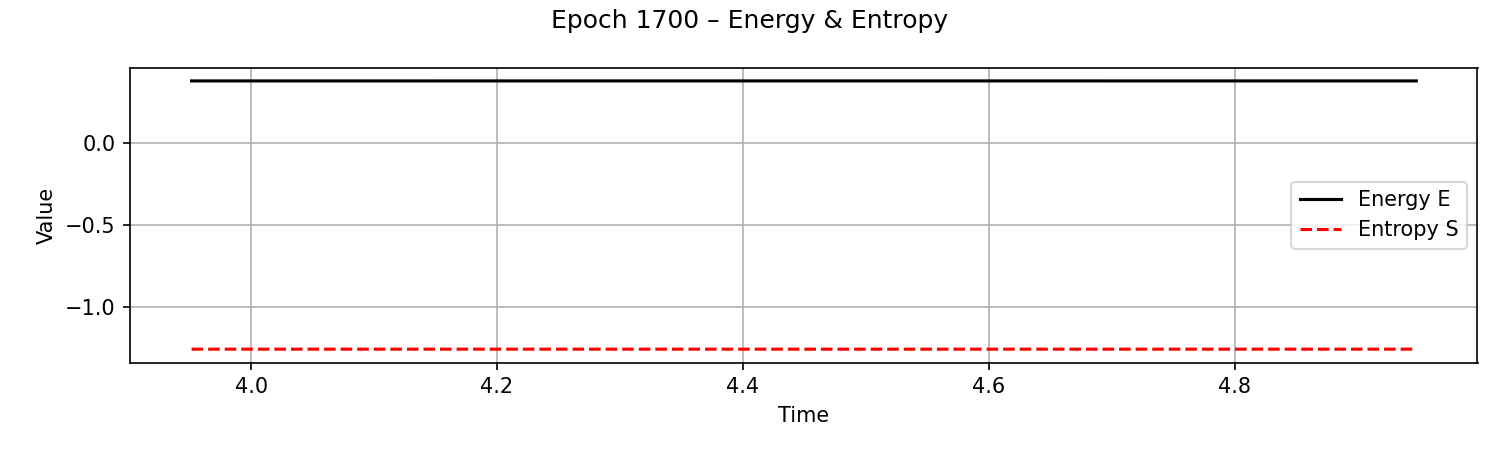 Epoch 1700 – Energy & Entropy
Value
0.0
−0.5
−1.0
Energy E
Entropy S
4.0 4.2 4.4 4.6 4.8
Time